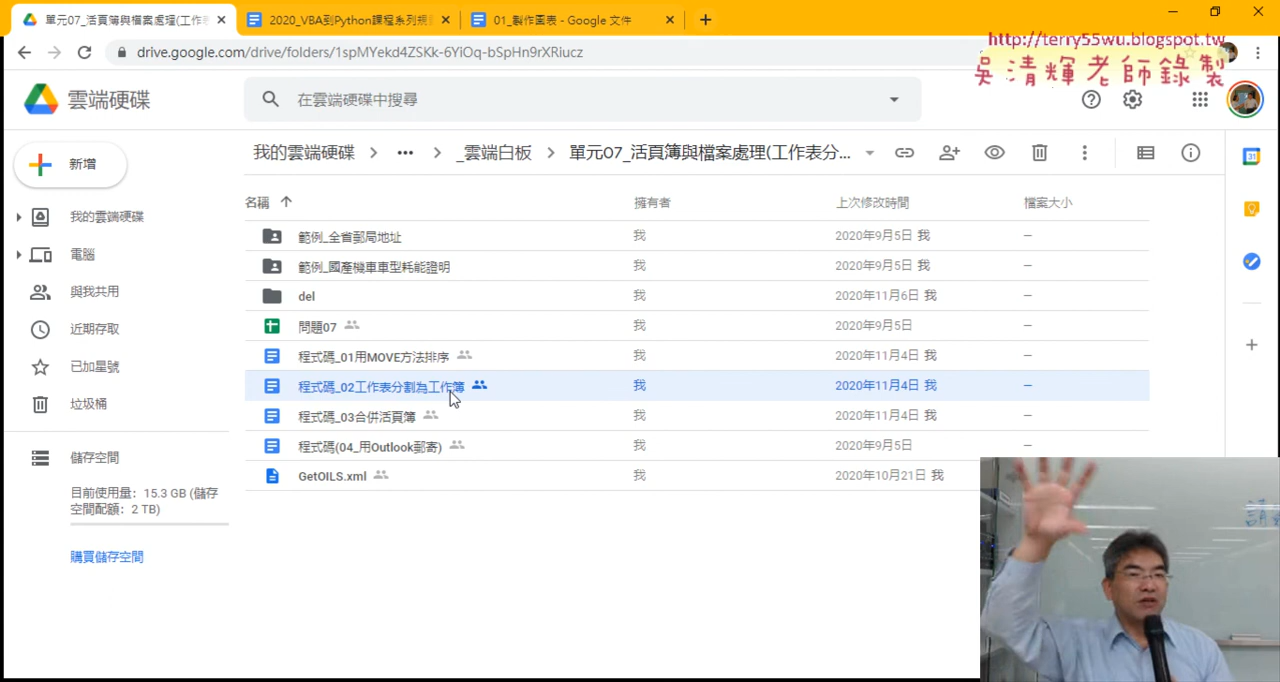 單元07_活頁簿與檔案處理(工作表
2020_VBA到Python課程系列規
01_製作圖表 - Google 文件
drive.google.com/drive/folders/1spMYekd4ZSKk-6YlOq-bSpHn9rXRiucz
http://terry55wu.blogspot.tw
吳清輝老師錄製
雲端硬碟
在雲端硬碟中搜尋
新增
我的雲端硬碟
電腦
與我共用
近期存取
已加星號
垃圾桶
儲存空間
目前使用量：15.3 GB (儲存
空間配額：2 TB)
購買儲存空間
我的雲端硬碟 > ••• > _雲端白板 > 單元07_活頁簿與檔案處理(工作表分...
名稱 擁有者 上次修改時間 檔案大小
範例_全省郵局地址 我 2020年9月5日 我 –
範例_國產機車車型耗能證明 我 2020年9月5日 我 –
del 我 2020年11月6日 我 –
問題07 我 2020年9月5日 –
程式碼_01用MOVE方法排序 我 2020年11月4日 我 –
程式碼_02工作表分割為工作簿 我 2020年11月4日 我 –
程式碼_03合併活頁簿 我 2020年11月4日 我 –
程式碼(04_用Outlook郵寄) 我 2020年9月5日 –
GetOILS.xml 我 2020年10月21日 我
31
請